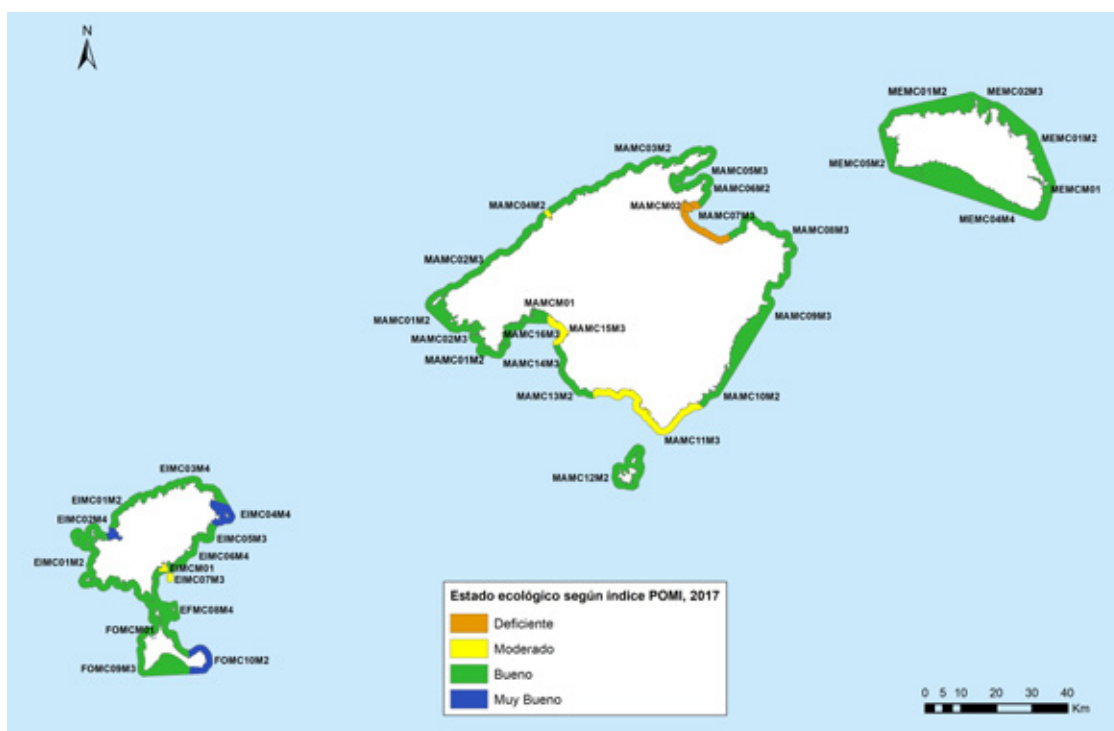 N
MEMC01M2
MEMC02M3
MEMC01M2
MEMC05M2
MEMCM01
MEMC04M4
MAMC03M2
MAMC05M3
MAMC06M2
MAMC04M2
MAMCM02
MAMC07M3
MAMC08M3
MAMC02M3
MAMCM01
MAMC01M2
MAMC15M3
MAMC09M3
MAMC02M3
MAMC16M3
MAMC01M2
MAMC14M3
MAMC13M2
MAMC10M2
MAMC11M3
MAMC12M2
EIMC03M4
EIMC01M2
EIMC02M4
EIMC04M4
EIMC05M3
EIMC01M2
EIMC06M4
EIMCM01
EIMC07M3
EFMC08M4
FOMCM01
FOMC09M3
FOMC10M2
Estado ecológico según índice POMI, 2017
Deficiente
Moderado
Bueno
Muy Bueno
0 5 10 20 30 40
Km